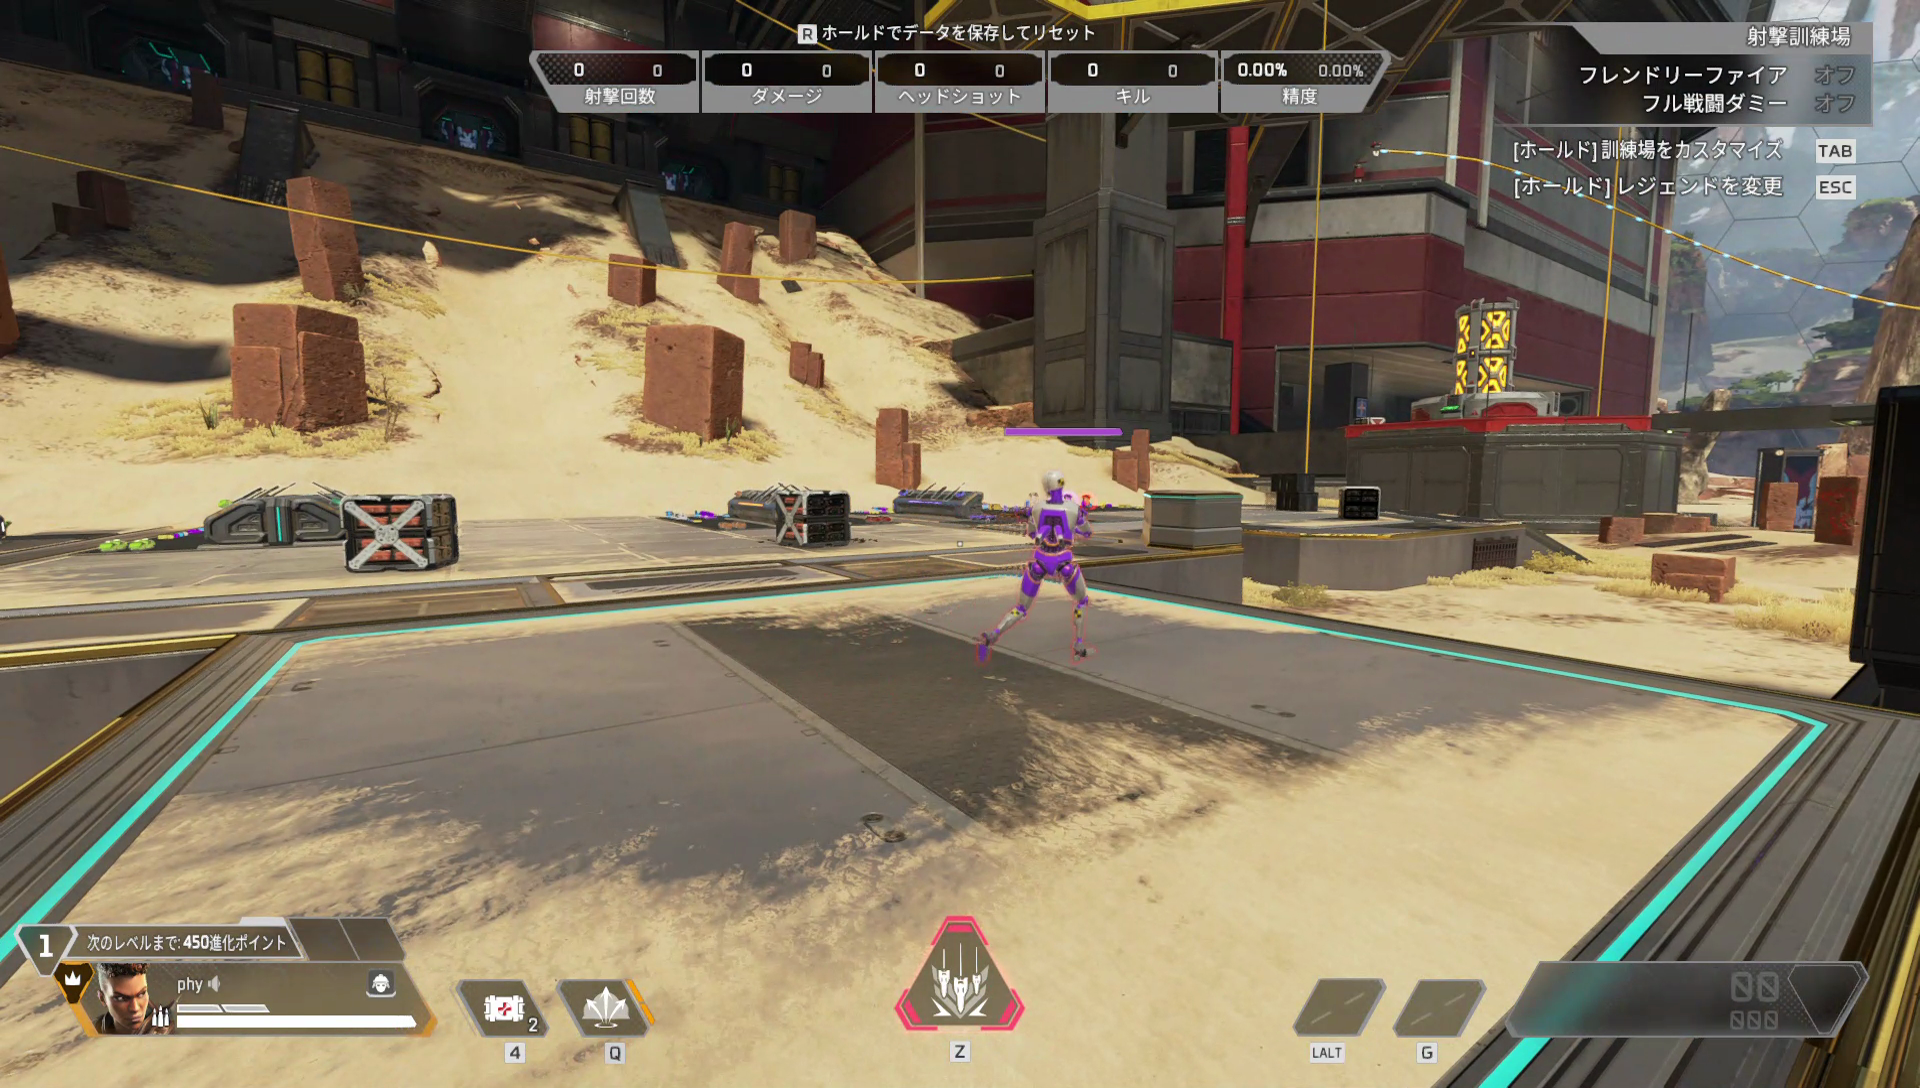 R ホールドでデータを保存してリセット
0 0 0 0 0 0 0 0 0.00% 0.00%
射撃回数 ダメージ ヘッドショット キル 精度
射撃訓練場
フレンドリーファイア オフ
フル戦闘ダミー オフ
[ホールド]訓練場をカスタマイズ TAB
[ホールド]レジェンドを変更 ESC
1 次のレベルまで:450進化ポイント
phy
2
00
000
4 Q Z LALT G